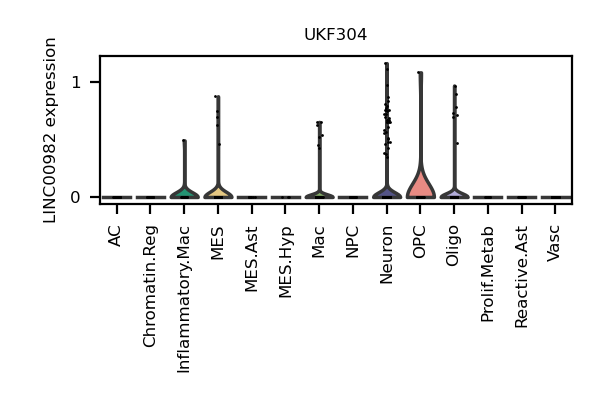 UKF304
LINC00982 expression
1
0
AC
Chromatin.Reg
Inflammatory.Mac
MES
MES.Ast
MES.Hyp
Mac
NPC
Neuron
OPC
Oligo
Prolif.Metab
Reactive.Ast
Vasc